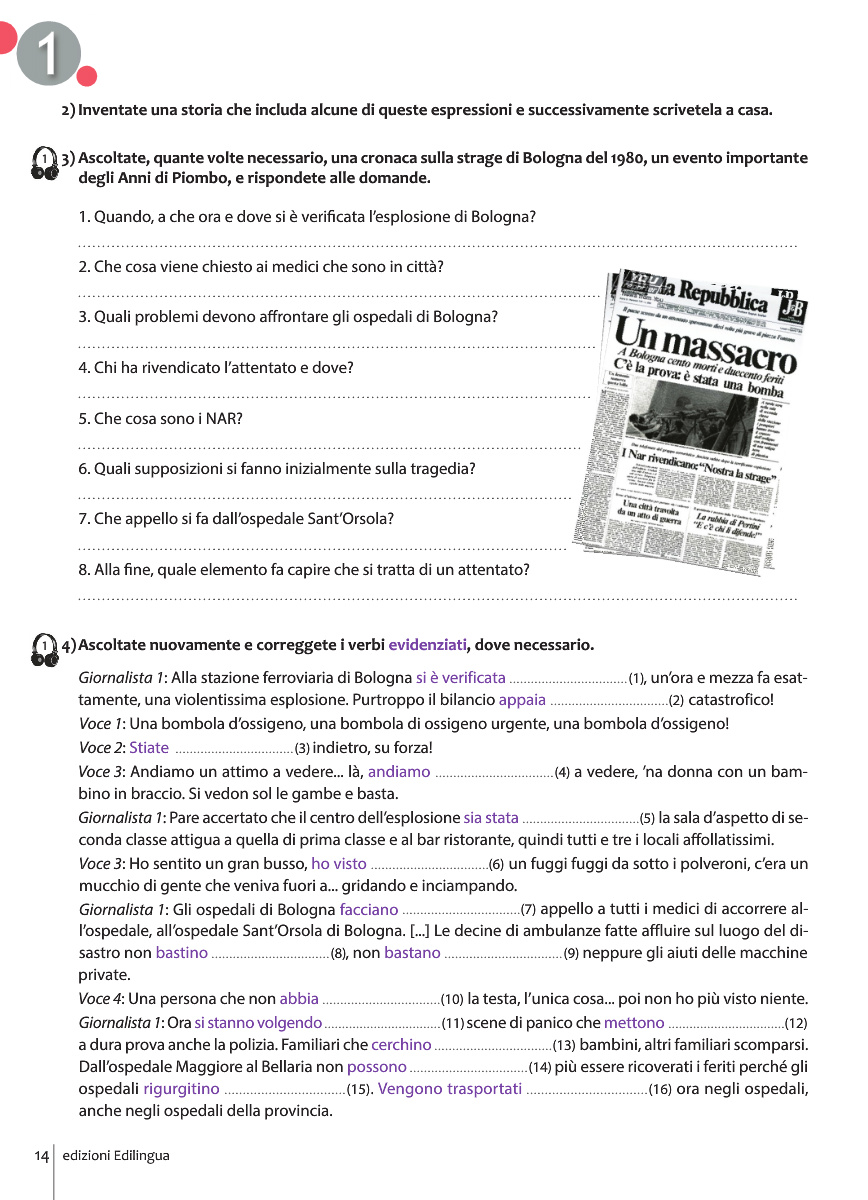 1
2) Inventate una storia che includa alcune di queste espressioni e successivamente scrivetela a casa.
1 3) Ascoltate, quante volte necessario, una cronaca sulla strage di Bologna del 1980, un evento importante
degli Anni di Piombo, e rispondete alle domande.
1. Quando, a che ora e dove si è verificata l'esplosione di Bologna?
2. Che cosa viene chiesto ai medici che sono in città?
3. Quali problemi devono affrontare gli ospedali di Bologna?
4. Chi ha rivendicato l'attentato e dove?
5. Che cosa sono i NAR?
6. Quali supposizioni si fanno inizialmente sulla tragedia?
7. Che appello si fa dall'ospedale Sant'Orsola?
8. Alla fine, quale elemento fa capire che si tratta di un attentato?
la Repubblica
J&B
Un massacro
A Bologna cento morti e duecento feriti
C'è la prova: è stata una bomba
I Nar rivendicano: "Nostra la strage"
Una città travolta
da un atto di guerra
La rabbia di Pertini
"E c'è chi li difende!"
1 4) Ascoltate nuovamente e correggete i verbi evidenziati, dove necessario.
Giornalista 1: Alla stazione ferroviaria di Bologna si è verificata ..............................(1), un'ora e mezza fa esat-
tamente, una violentissima esplosione. Purtroppo il bilancio appaia ..............................(2) catastrofico!
Voce 1: Una bombola d'ossigeno, una bombola di ossigeno urgente, una bombola d'ossigeno!
Voce 2: Stiate ..............................(3) indietro, su forza!
Voce 3: Andiamo un attimo a vedere... là, andiamo ..............................(4) a vedere, 'na donna con un bam-
bino in braccio. Si vedon sol le gambe e basta.
Giornalista 1: Pare accertato che il centro dell'esplosione sia stata ..............................(5) la sala d'aspetto di se-
conda classe attigua a quella di prima classe e al bar ristorante, quindi tutti e tre i locali affollatissimi.
Voce 3: Ho sentito un gran busso, ho visto ..............................(6) un fuggi fuggi da sotto i polveroni, c'era un
mucchio di gente che veniva fuori a... gridando e inciampando.
Giornalista 1: Gli ospedali di Bologna facciano ..............................(7) appello a tutti i medici di accorrere al-
l'ospedale, all'ospedale Sant'Orsola di Bologna. [...] Le decine di ambulanze fatte affluire sul luogo del di-
sastro non bastino ..............................(8), non bastano ..............................(9) neppure gli aiuti delle macchine
private.
Voce 4: Una persona che non abbia ..............................(10) la testa, l'unica cosa... poi non ho più visto niente.
Giornalista 1: Ora si stanno volgendo ..............................(11) scene di panico che mettono ..............................(12)
a dura prova anche la polizia. Familiari che cerchino ..............................(13) bambini, altri familiari scomparsi.
Dall'ospedale Maggiore al Bellaria non possono ..............................(14) più essere ricoverati i feriti perché gli
ospedali rigurgitino ..............................(15). Vengono trasportati ..............................(16) ora negli ospedali,
anche negli ospedali della provincia.
14 edizioni Edilingua